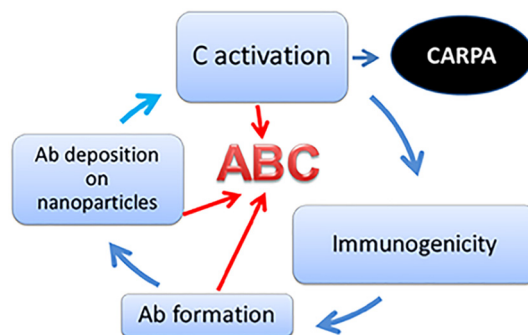 C activation
CARPA
ABC
Ab deposition
on
nanoparticles
Immunogenicity
Ab formation